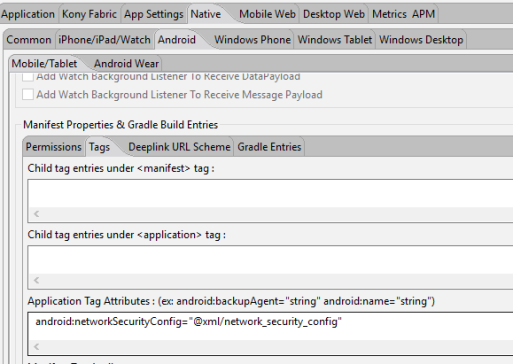 Application Kony Fabric App Settings Native Mobile Web Desktop Web Metrics APM
Common iPhone/iPad/Watch Android Windows Phone Windows Tablet Windows Desktop
Mobile/Tablet Android Wear
Add Watch Background Listener To Receive DataPayload
Add Watch Background Listener To Receive Message Payload
Manifest Properties & Gradle Build Entries
Permissions Tags Deeplink URL Scheme Gradle Entries
Child tag entries under <manifest> tag :
Child tag entries under <application> tag :
Application Tag Attributes : (ex: android:backupAgent="string" android:name="string")
android:networkSecurityConfig="@xml/network_security_config"